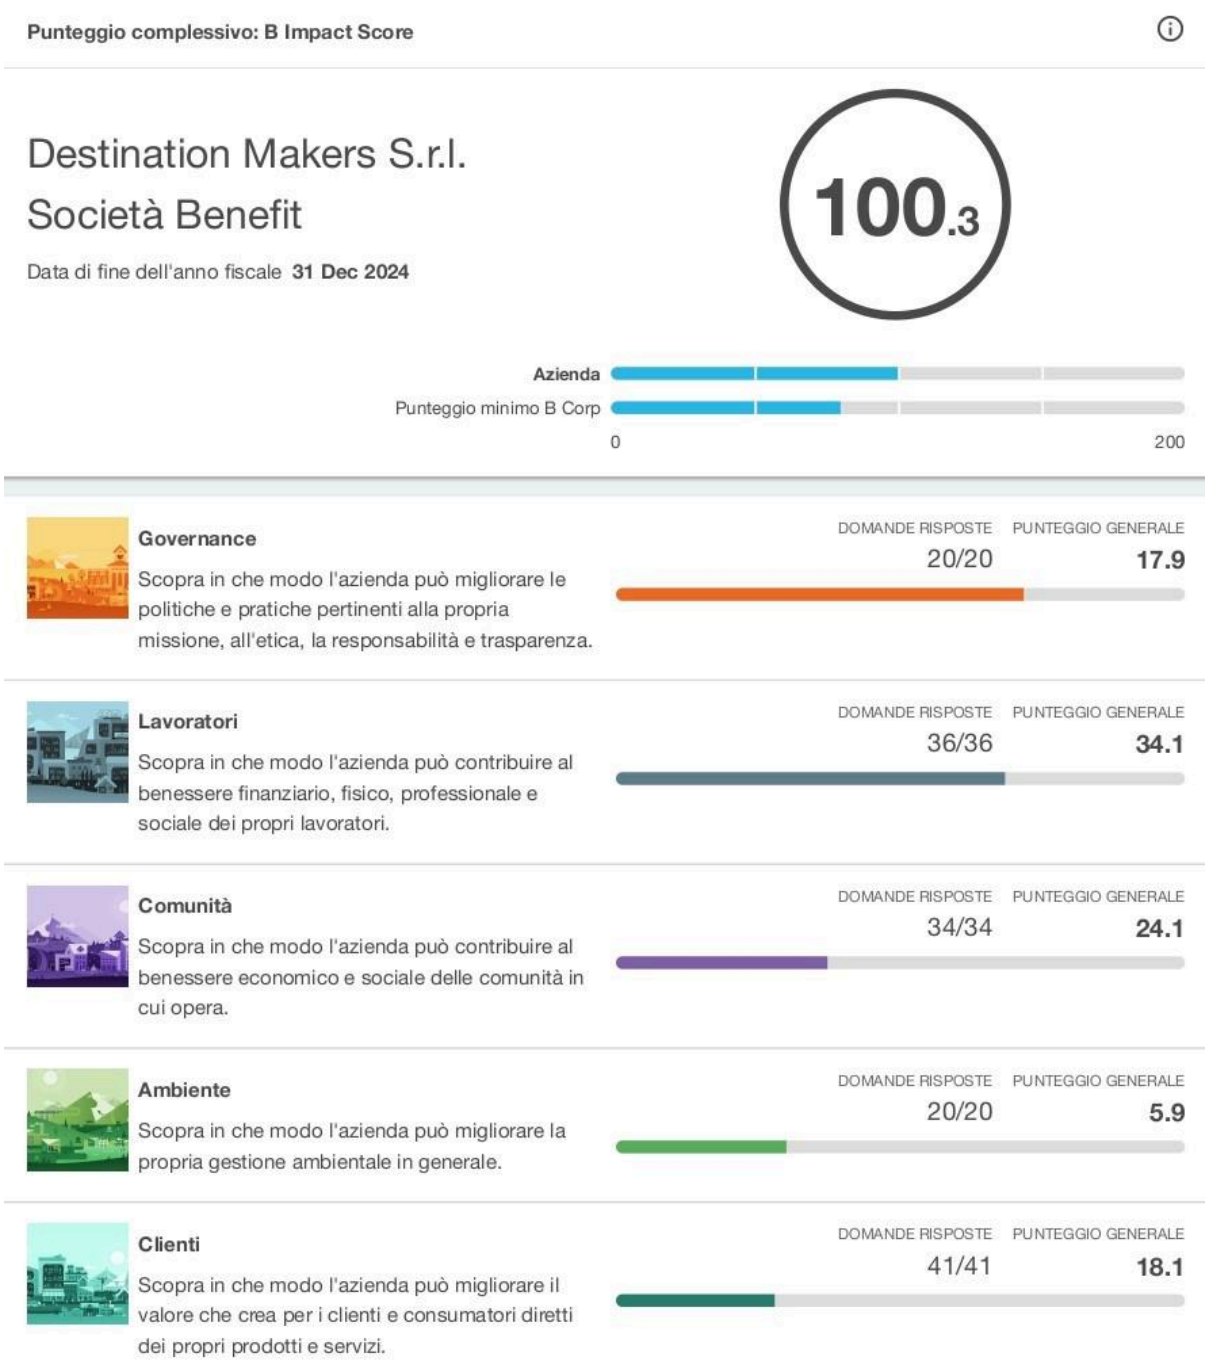 Punteggio complessivo: B Impact Score
Destination Makers S.r.l.
Società Benefit
Data di fine dell'anno fiscale 31 Dec 2024
100.3
Azienda
Punteggio minimo B Corp
0 200
Governance
Scopra in che modo l'azienda può migliorare le
politiche e pratiche pertinenti alla propria
missione, all'etica, la responsabilità e trasparenza.
DOMANDE RISPOSTE PUNTEGGIO GENERALE
20/20 17.9
Lavoratori
Scopra in che modo l'azienda può contribuire al
benessere finanziario, fisico, professionale e
sociale dei propri lavoratori.
DOMANDE RISPOSTE PUNTEGGIO GENERALE
36/36 34.1
Comunità
Scopra in che modo l'azienda può contribuire al
benessere economico e sociale delle comunità in
cui opera.
DOMANDE RISPOSTE PUNTEGGIO GENERALE
34/34 24.1
Ambiente
Scopra in che modo l'azienda può migliorare la
propria gestione ambientale in generale.
DOMANDE RISPOSTE PUNTEGGIO GENERALE
20/20 5.9
Clienti
Scopra in che modo l'azienda può migliorare il
valore che crea per i clienti e consumatori diretti
dei propri prodotti e servizi.
DOMANDE RISPOSTE PUNTEGGIO GENERALE
41/41 18.1